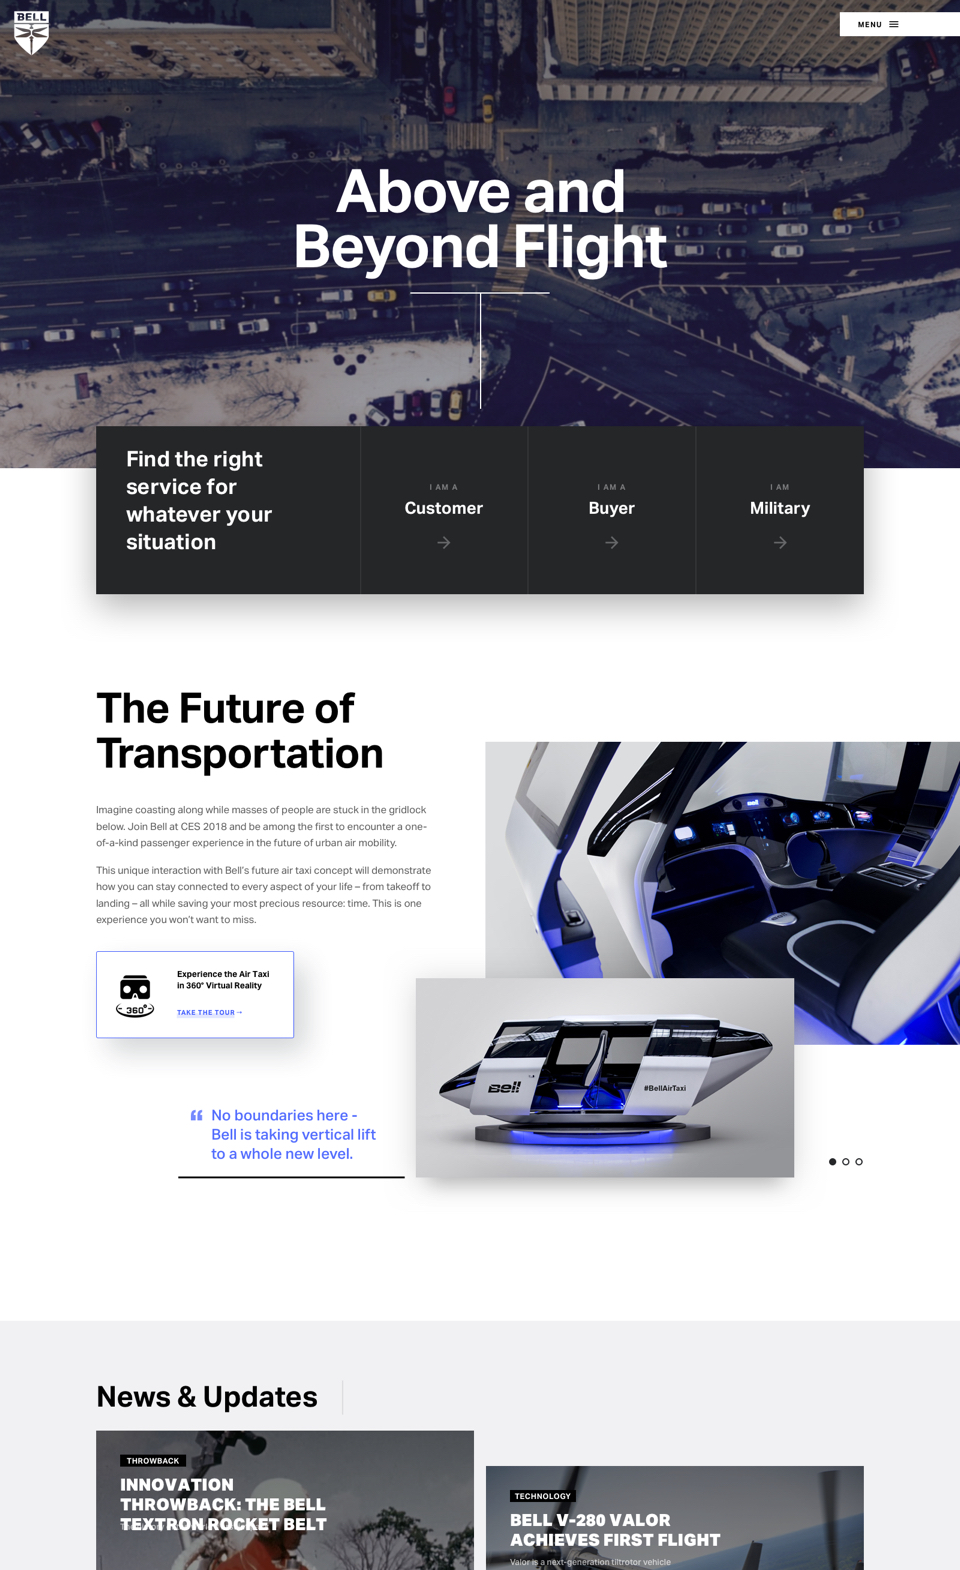 BELL
MENU
Above and
Beyond Flight
Find the right
service for
whatever your
situation
I AM A
Customer
I AM A
Buyer
I AM
Military
The Future of
Transportation
Imagine coasting along while masses of people are stuck in the gridlock
below. Join Bell at CES 2018 and be among the first to encounter a one-
of-a-kind passenger experience in the future of urban air mobility.
This unique interaction with Bell's future air taxi concept will demonstrate
how you can stay connected to every aspect of your life – from takeoff to
landing – all while saving your most precious resource: time. This is one
experience you won't want to miss.
Experience the Air Taxi
in 360° Virtual Reality
360°
TAKE THE TOUR
Bell
#BellAirTaxi
“ No boundaries here -
Bell is taking vertical lift
to a whole new level.
News & Updates
THROWBACK
INNOVATION
THROWBACK: THE BELL
TEXTRON ROCKET BELT
TECHNOLOGY
BELL V-280 VALOR
ACHIEVES FIRST FLIGHT
Valor is a next-generation tiltrotor vehicle